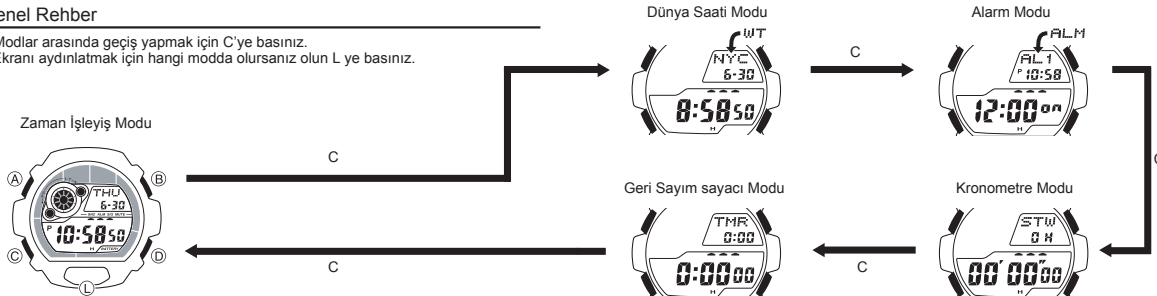 enel Rehber
Modlar arasında geçiş yapmak için C'ye basınız.
Ekranı aydınlatmak için hangi modda olursanız olun L ye basınız.
Dünya Saati Modu
WT
NYC
6-30
8:58 50
H
C
Alarm Modu
ALM
AL1
P 10:58
12:00 on
H
C
Zaman İşleyiş Modu
A
B
C
D
L
THU
6-30
P 10:58 50
H BATTERY
C
Geri Sayım sayacı Modu
TMR
0:00
0:00 00
H
C
Kronometre Modu
STW
0 H
00'00"00
H
C